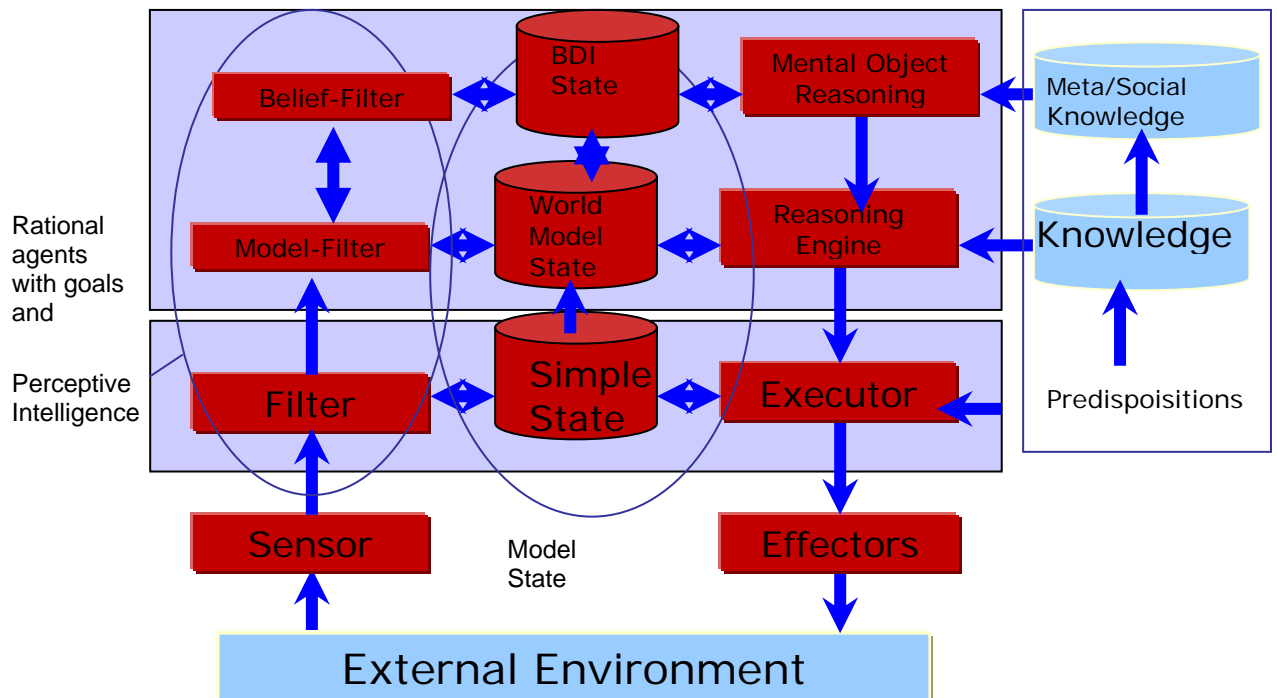 BDI
State
Mental Object
Reasoning
Belief-Filter
Meta/Social
Knowledge
Rational
agents
with goals
and
Model-Filter
World
Model
State
Reasoning
Engine
Knowledge
Perceptive
Intelligence
Filter
Simple
State
Executor
Predispoisitions
Sensor
Model
State
Effectors
External Environment